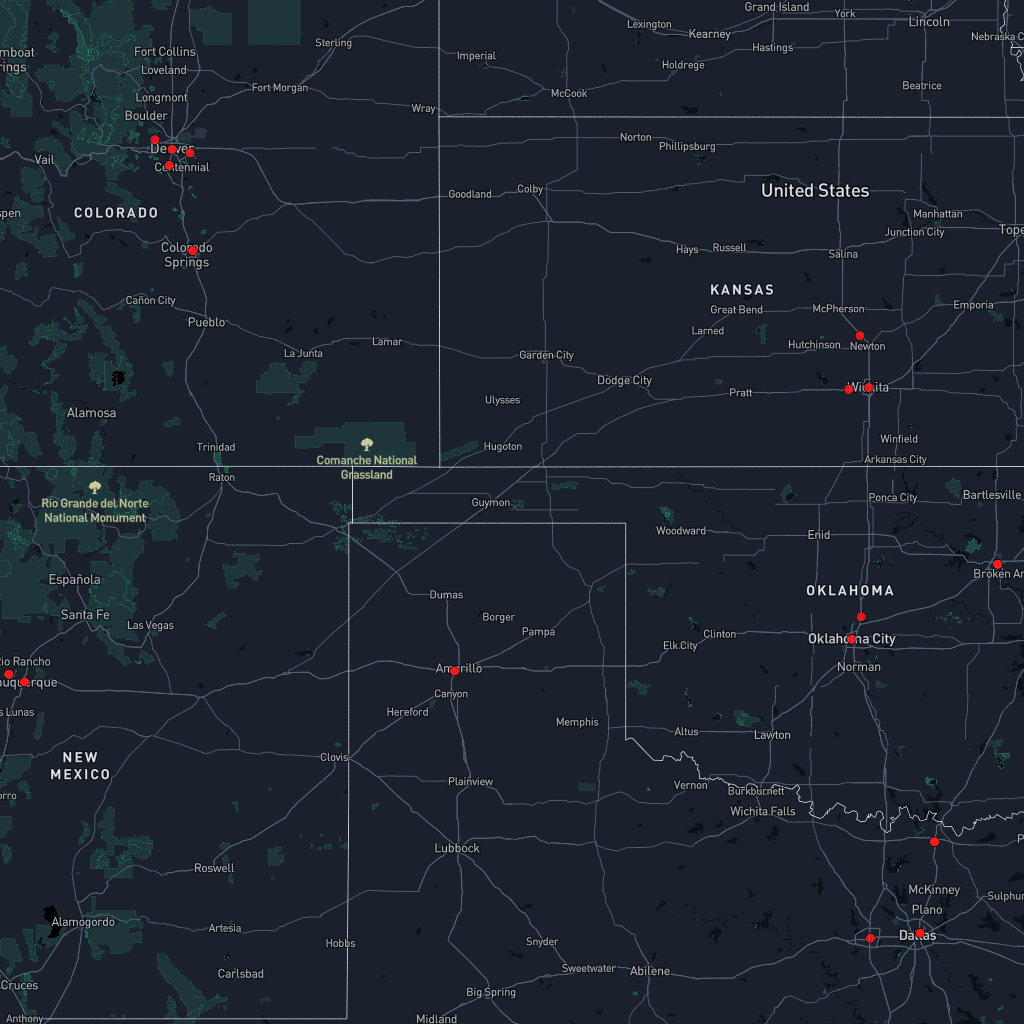 Grand Island
York
Lincoln
Lexington
Kearney
Nebraska C
Hastings
Sterling
Fort Collins
mboat
rings
Imperial
Holdrege
Loveland
Fort Morgan
McCook
Beatrice
Longmont
Wray
Boulder
Norton
Phillipsburg
Denver
Vail
Centennial
Goodland
Colby
United States
spen
COLORADO
Manhattan
Junction City
Tope
Colorado
Springs
Hays
Russell
Salina
KANSAS
Cañon City
Great Bend
McPherson
Emporia
Pueblo
Larned
Lamar
Hutchinson
Newton
La Junta
Garden City
Dodge City
Wichita
Pratt
Ulysses
Alamosa
Winfield
Trinidad
Hugoton
Comanche National
Grassland
Arkansas City
Raton
Rio Grande del Norte
National Monument
Guymon
Ponca City
Bartlesville
Woodward
Enid
Española
Broken Ar
Dumas
OKLAHOMA
Santa Fe
Las Vegas
Borger
Pampa
Clinton
Oklahoma City
Elk City
Rio Rancho
Amarillo
Norman
buquerque
Canyon
s Lunas
Hereford
Memphis
Altus
Lawton
NEW
MEXICO
Clovis
Plainview
Vernon
Burkburnett
orro
Wichita Falls
P
Lubbock
Roswell
McKinney
Sulphur
Plano
Alamogordo
Artesia
Dallas
Hobbs
Snyder
Carlsbad
Sweetwater
Abilene
Cruces
Big Spring
Anthony
Midland